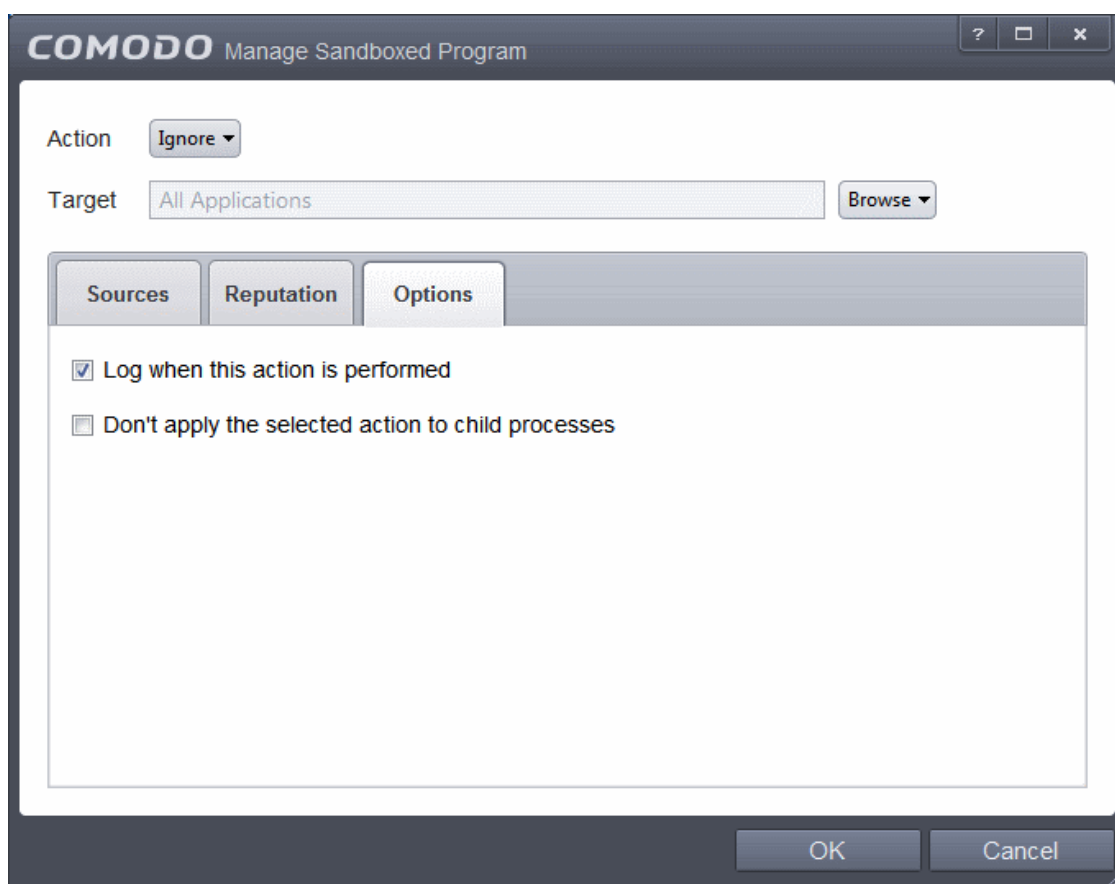 COMODO Manage Sandboxed Program ?
Action Ignore
Target All Applications Browse
Sources Reputation Options
Log when this action is performed
Don't apply the selected action to child processes
OK Cancel